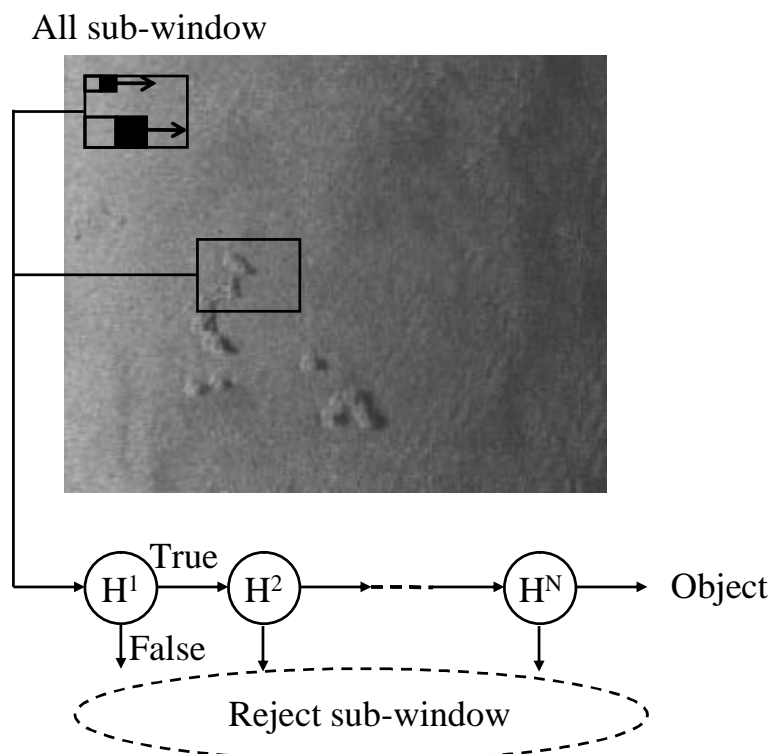 All sub-window
True
H¹
H²
Hᴺ
Object
False
Reject sub-window